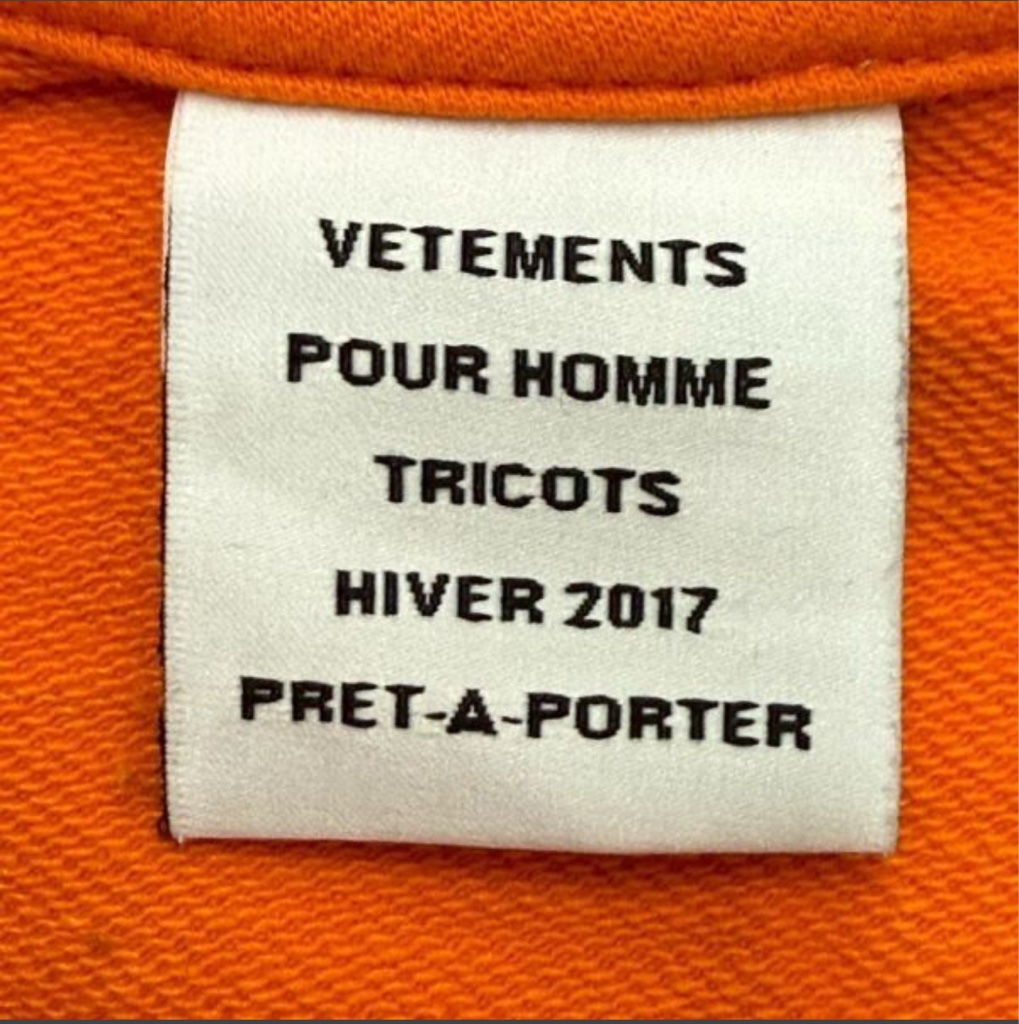 VETEMENTS
POUR HOMME
TRICOTS
HIVER 2017
PRET-A-PORTER